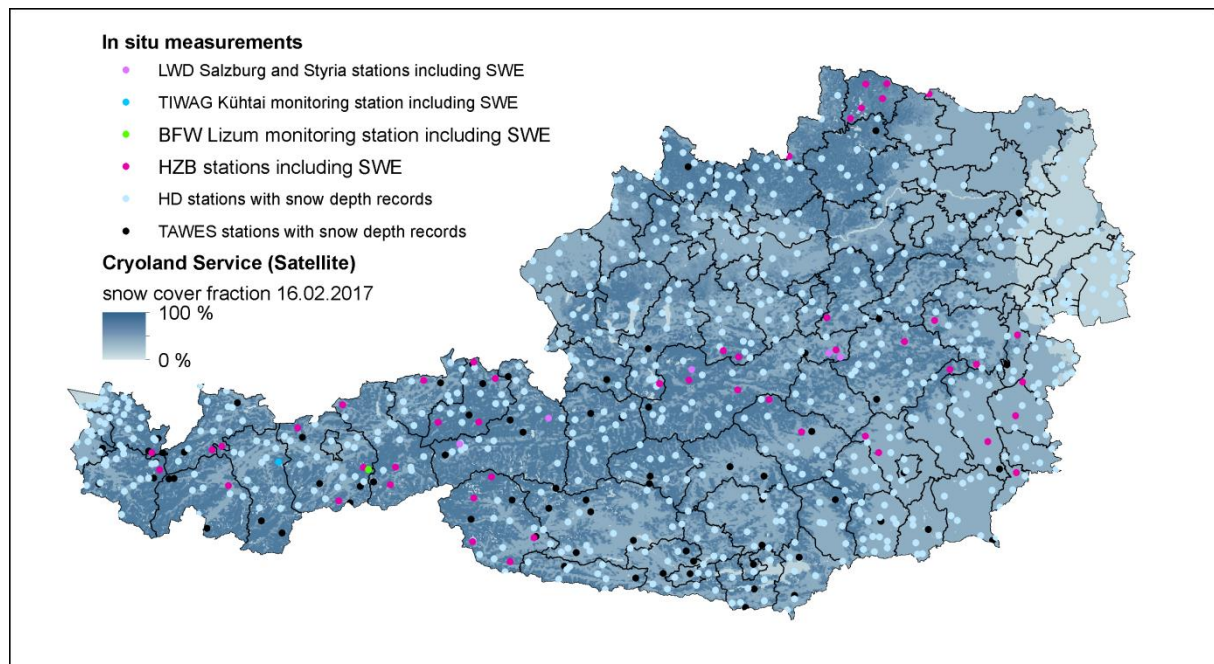 In situ measurements
LWD Salzburg and Styria stations including SWE
TIWAG Kühtai monitoring station including SWE
BFW Lizum monitoring station including SWE
HZB stations including SWE
HD stations with snow depth records
TAWES stations with snow depth records
Cryoland Service (Satellite)
snow cover fraction 16.02.2017
100 %
0 %